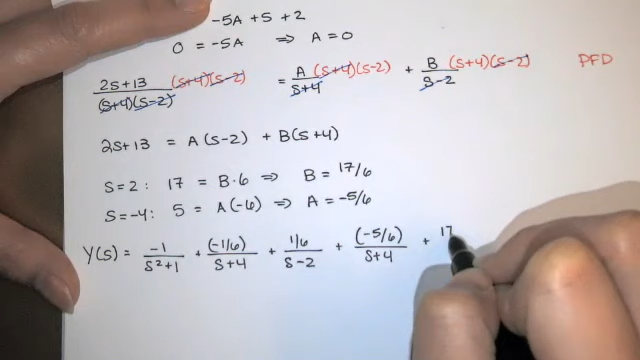 -5A + 5 + 2
0 = -5A ⇒ A = 0
2s+13 / (s+4)(s-2) (s+4)(s-2) = A / s+4 (s+4)(s-2) + B / s-2 (s+4)(s-2) PFD
2s+13 = A(s-2) + B(s+4)
s=2: 17 = B·6 ⇒ B = 17/6
s=-4: 5 = A(-6) ⇒ A = -5/6
Y(s) = -1 / s²+1 + (-1/6) / s+4 + 1/6 / s-2 + (-5/6) / s+4 + 17